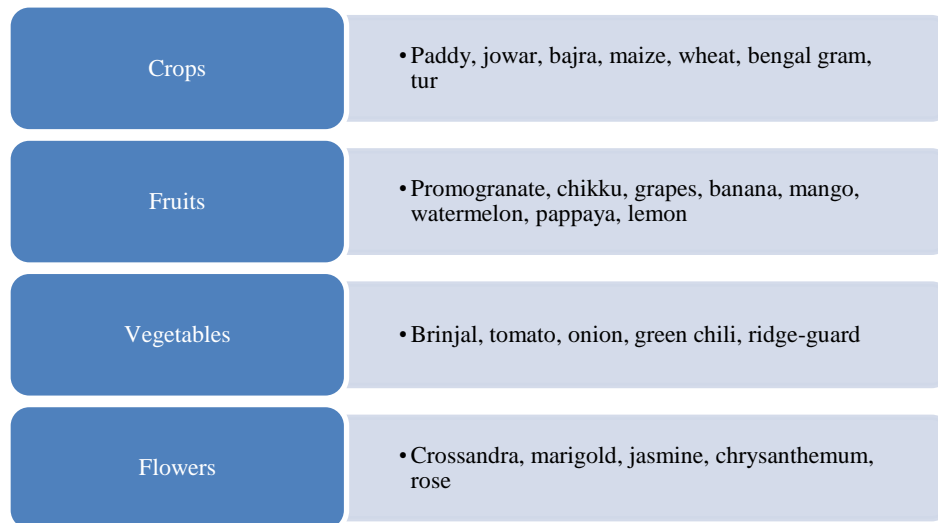 Crops
•Paddy, jowar, bajra, maize, wheat, bengal gram,
tur
Fruits
•Promogranate, chikku, grapes, banana, mango,
watermelon, pappaya, lemon
Vegetables
•Brinjal, tomato, onion, green chili, ridge-guard
Flowers
•Crossandra, marigold, jasmine, chrysanthemum,
rose